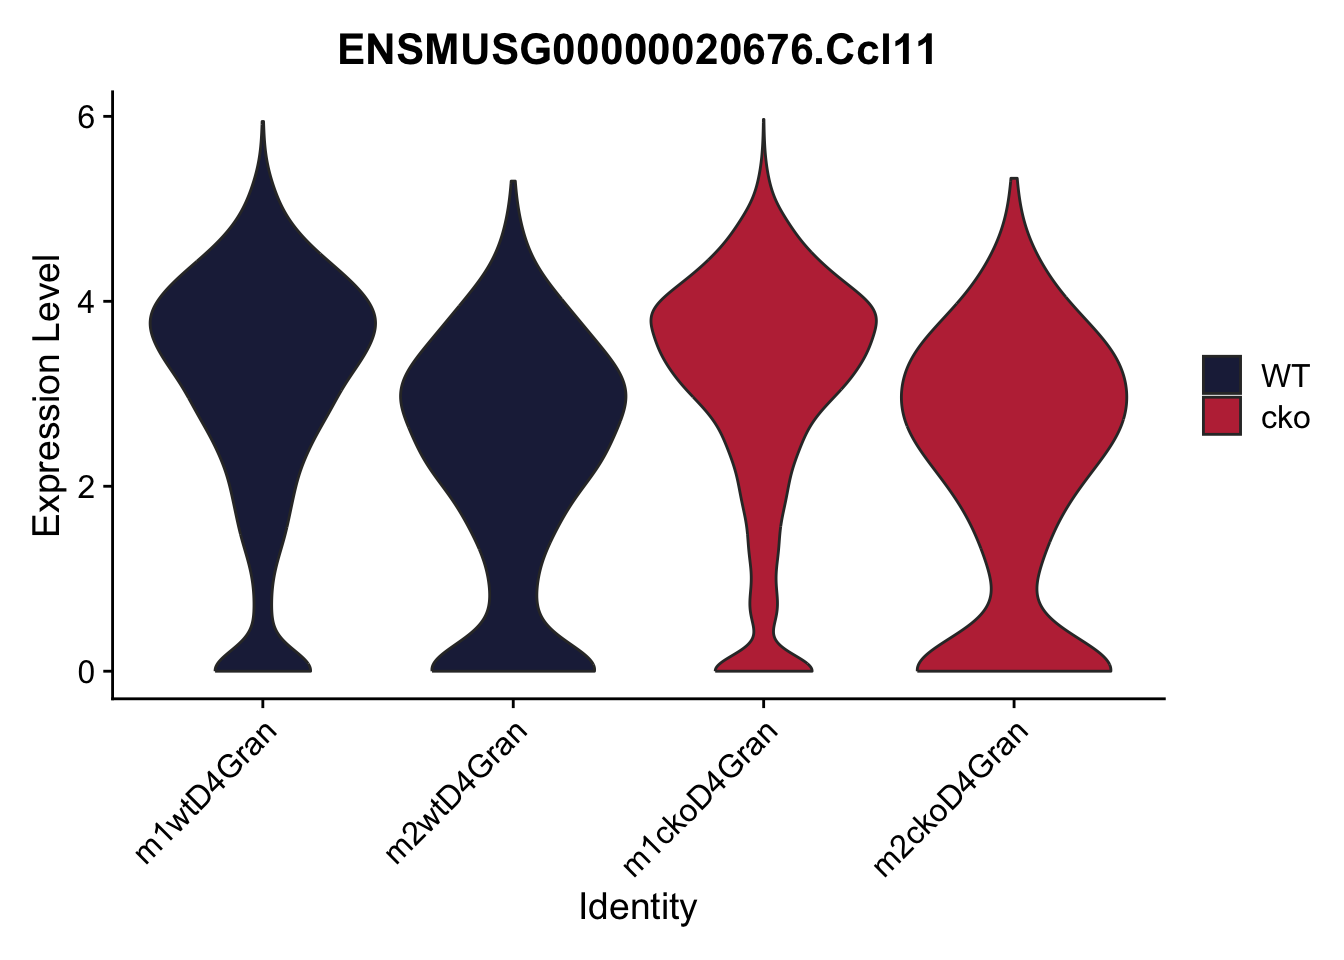 ENSMUSG00000020676.Ccl11
Expression Level
6
4
2
0
m1wtD4Gran
m2wtD4Gran
m1ckoD4Gran
m2ckoD4Gran
Identity
WT
cko